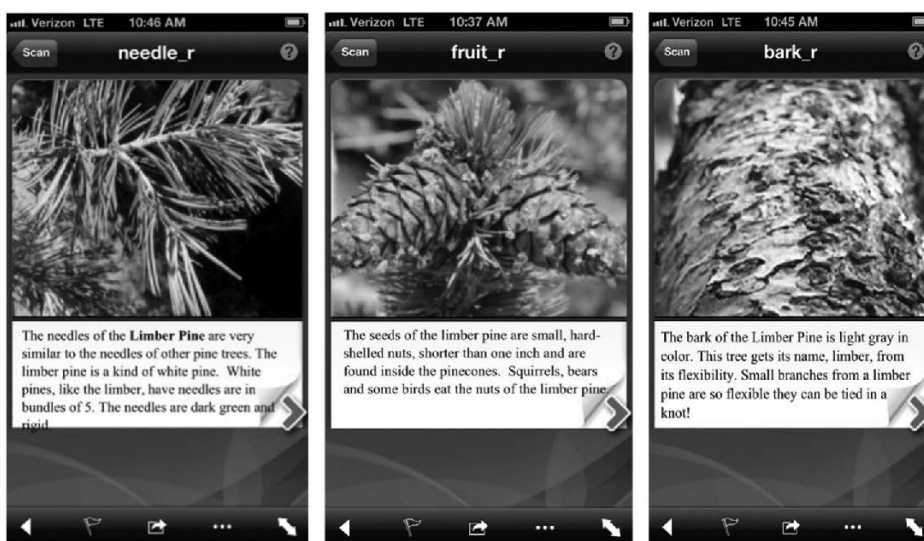 Verizon LTE 10:46 AM
Scan needle_r ?
The needles of the Limber Pine are very
similar to the needles of other pine trees. The
limber pine is a kind of white pine. White
pines, like the limber, have needles are in
bundles of 5. The needles are dark green and
rigid
Verizon LTE 10:37 AM
Scan fruit_r ?
The seeds of the limber pine are small, hard-
shelled nuts, shorter than one inch and are
found inside the pinecones. Squirrels, bears
and some birds eat the nuts of the limber pine.
Verizon LTE 10:45 AM
Scan bark_r ?
The bark of the Limber Pine is light gray in
color. This tree gets its name, limber, from
its flexibility. Small branches from a limber
pine are so flexible they can be tied in a
knot!